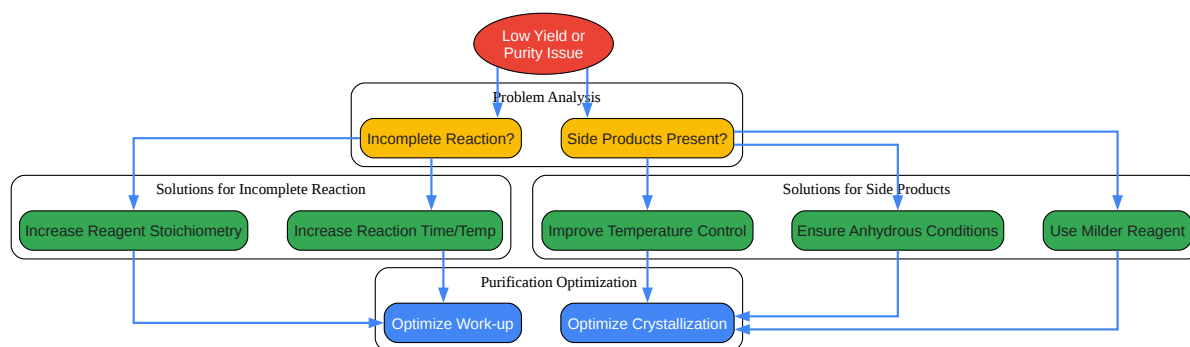 Low Yield or
Purity Issue
Problem Analysis
Incomplete Reaction?
Side Products Present?
Solutions for Incomplete Reaction
Solutions for Side Products
Increase Reagent Stoichiometry
Increase Reaction Time/Temp
Improve Temperature Control
Ensure Anhydrous Conditions
Use Milder Reagent
Purification Optimization
Optimize Work-up
Optimize Crystallization